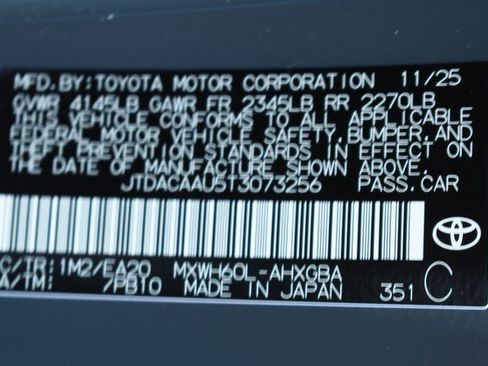 MFD.BY:TOYOTA MOTOR CORPORATION 11/25
GVWR 4145LB GAWR FR 2345LB RR 2270LB
THIS VEHICLE CONFORMS TO ALL APPLICABLE
FEDERAL MOTOR VEHICLE SAFETY,BUMPER,AND
THEFT PREVENTION STANDARDS IN EFFECT ON
THE DATE OF MANUFACTURE SHOWN ABOVE.
JTDACAAU5T3073256 PASS.CAR
C/TR:1M2/EA20 MXWH60L-AHXGBA C
A/TM: /PB10 MADE IN JAPAN 351